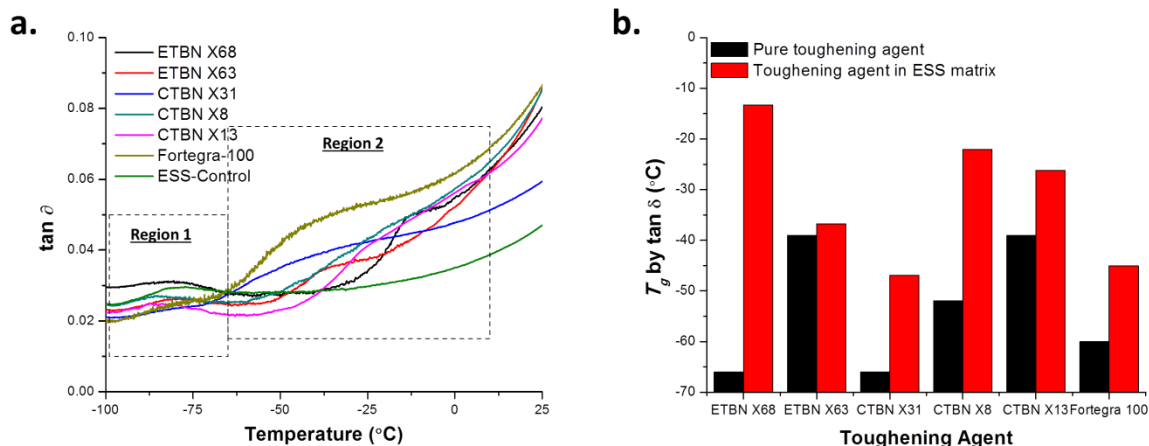 a.
ETBN X68
ETBN X63
CTBN X31
CTBN X8
CTBN X13
Fortegra-100
ESS-Control
Region 1
Region 2
0.10
0.08
0.06
0.04
0.02
0.00
tan ∂
-100
-75
-50
-25
0
25
Temperature (°C)
b.
Pure toughening agent
Toughening agent in ESS matrix
0
-10
-20
-30
-40
-50
-60
-70
Tg by tan δ (°C)
ETBN X68 ETBN X63 CTBN X31 CTBN X8 CTBN X13 Fortegra 100
Toughening Agent